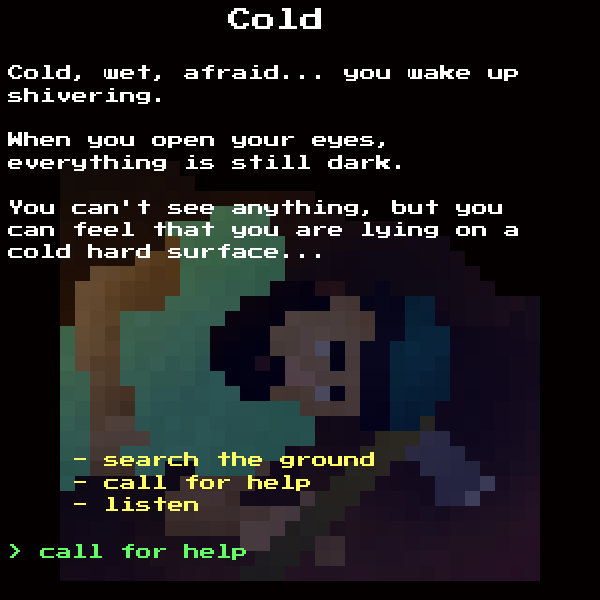 Cold
Cold, wet, afraid... you wake up
shivering.
When you open your eyes,
everything is still dark.
You can't see anything, but you
can feel that you are lying on a
cold hard surface...
- search the ground
- call for help
- listen
> call for help